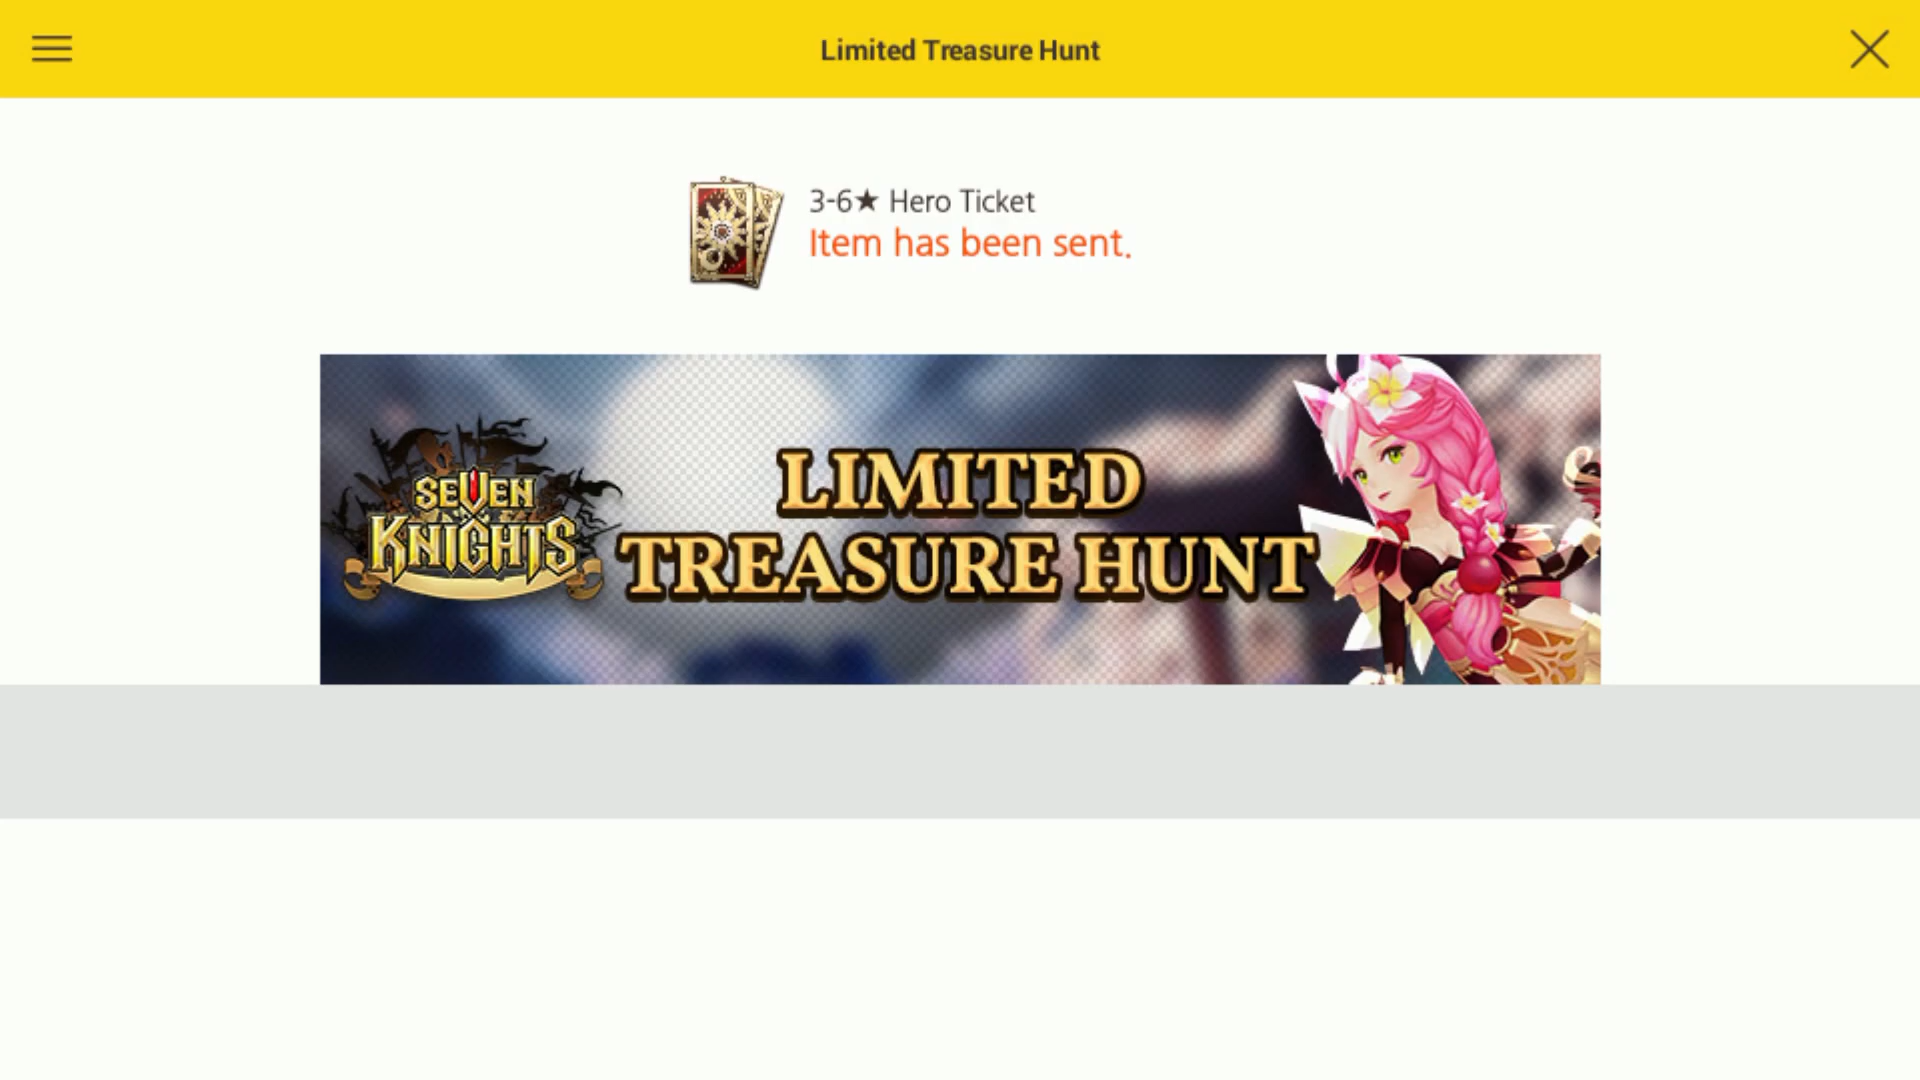 Limited Treasure Hunt
3-6★ Hero Ticket
Item has been sent.
SEVEN
KNIGHTS
LIMITED
TREASURE HUNT